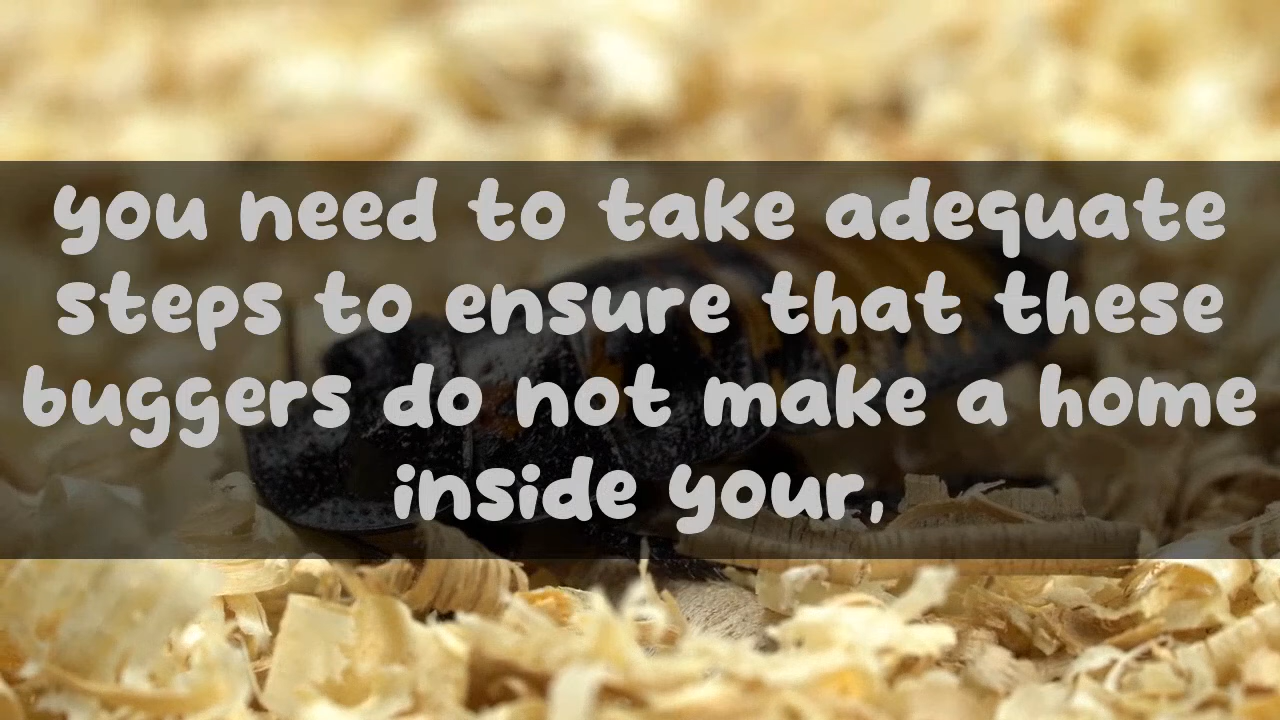 you need to take adequate
steps to ensure that these
buggers do not make a home
inside your,